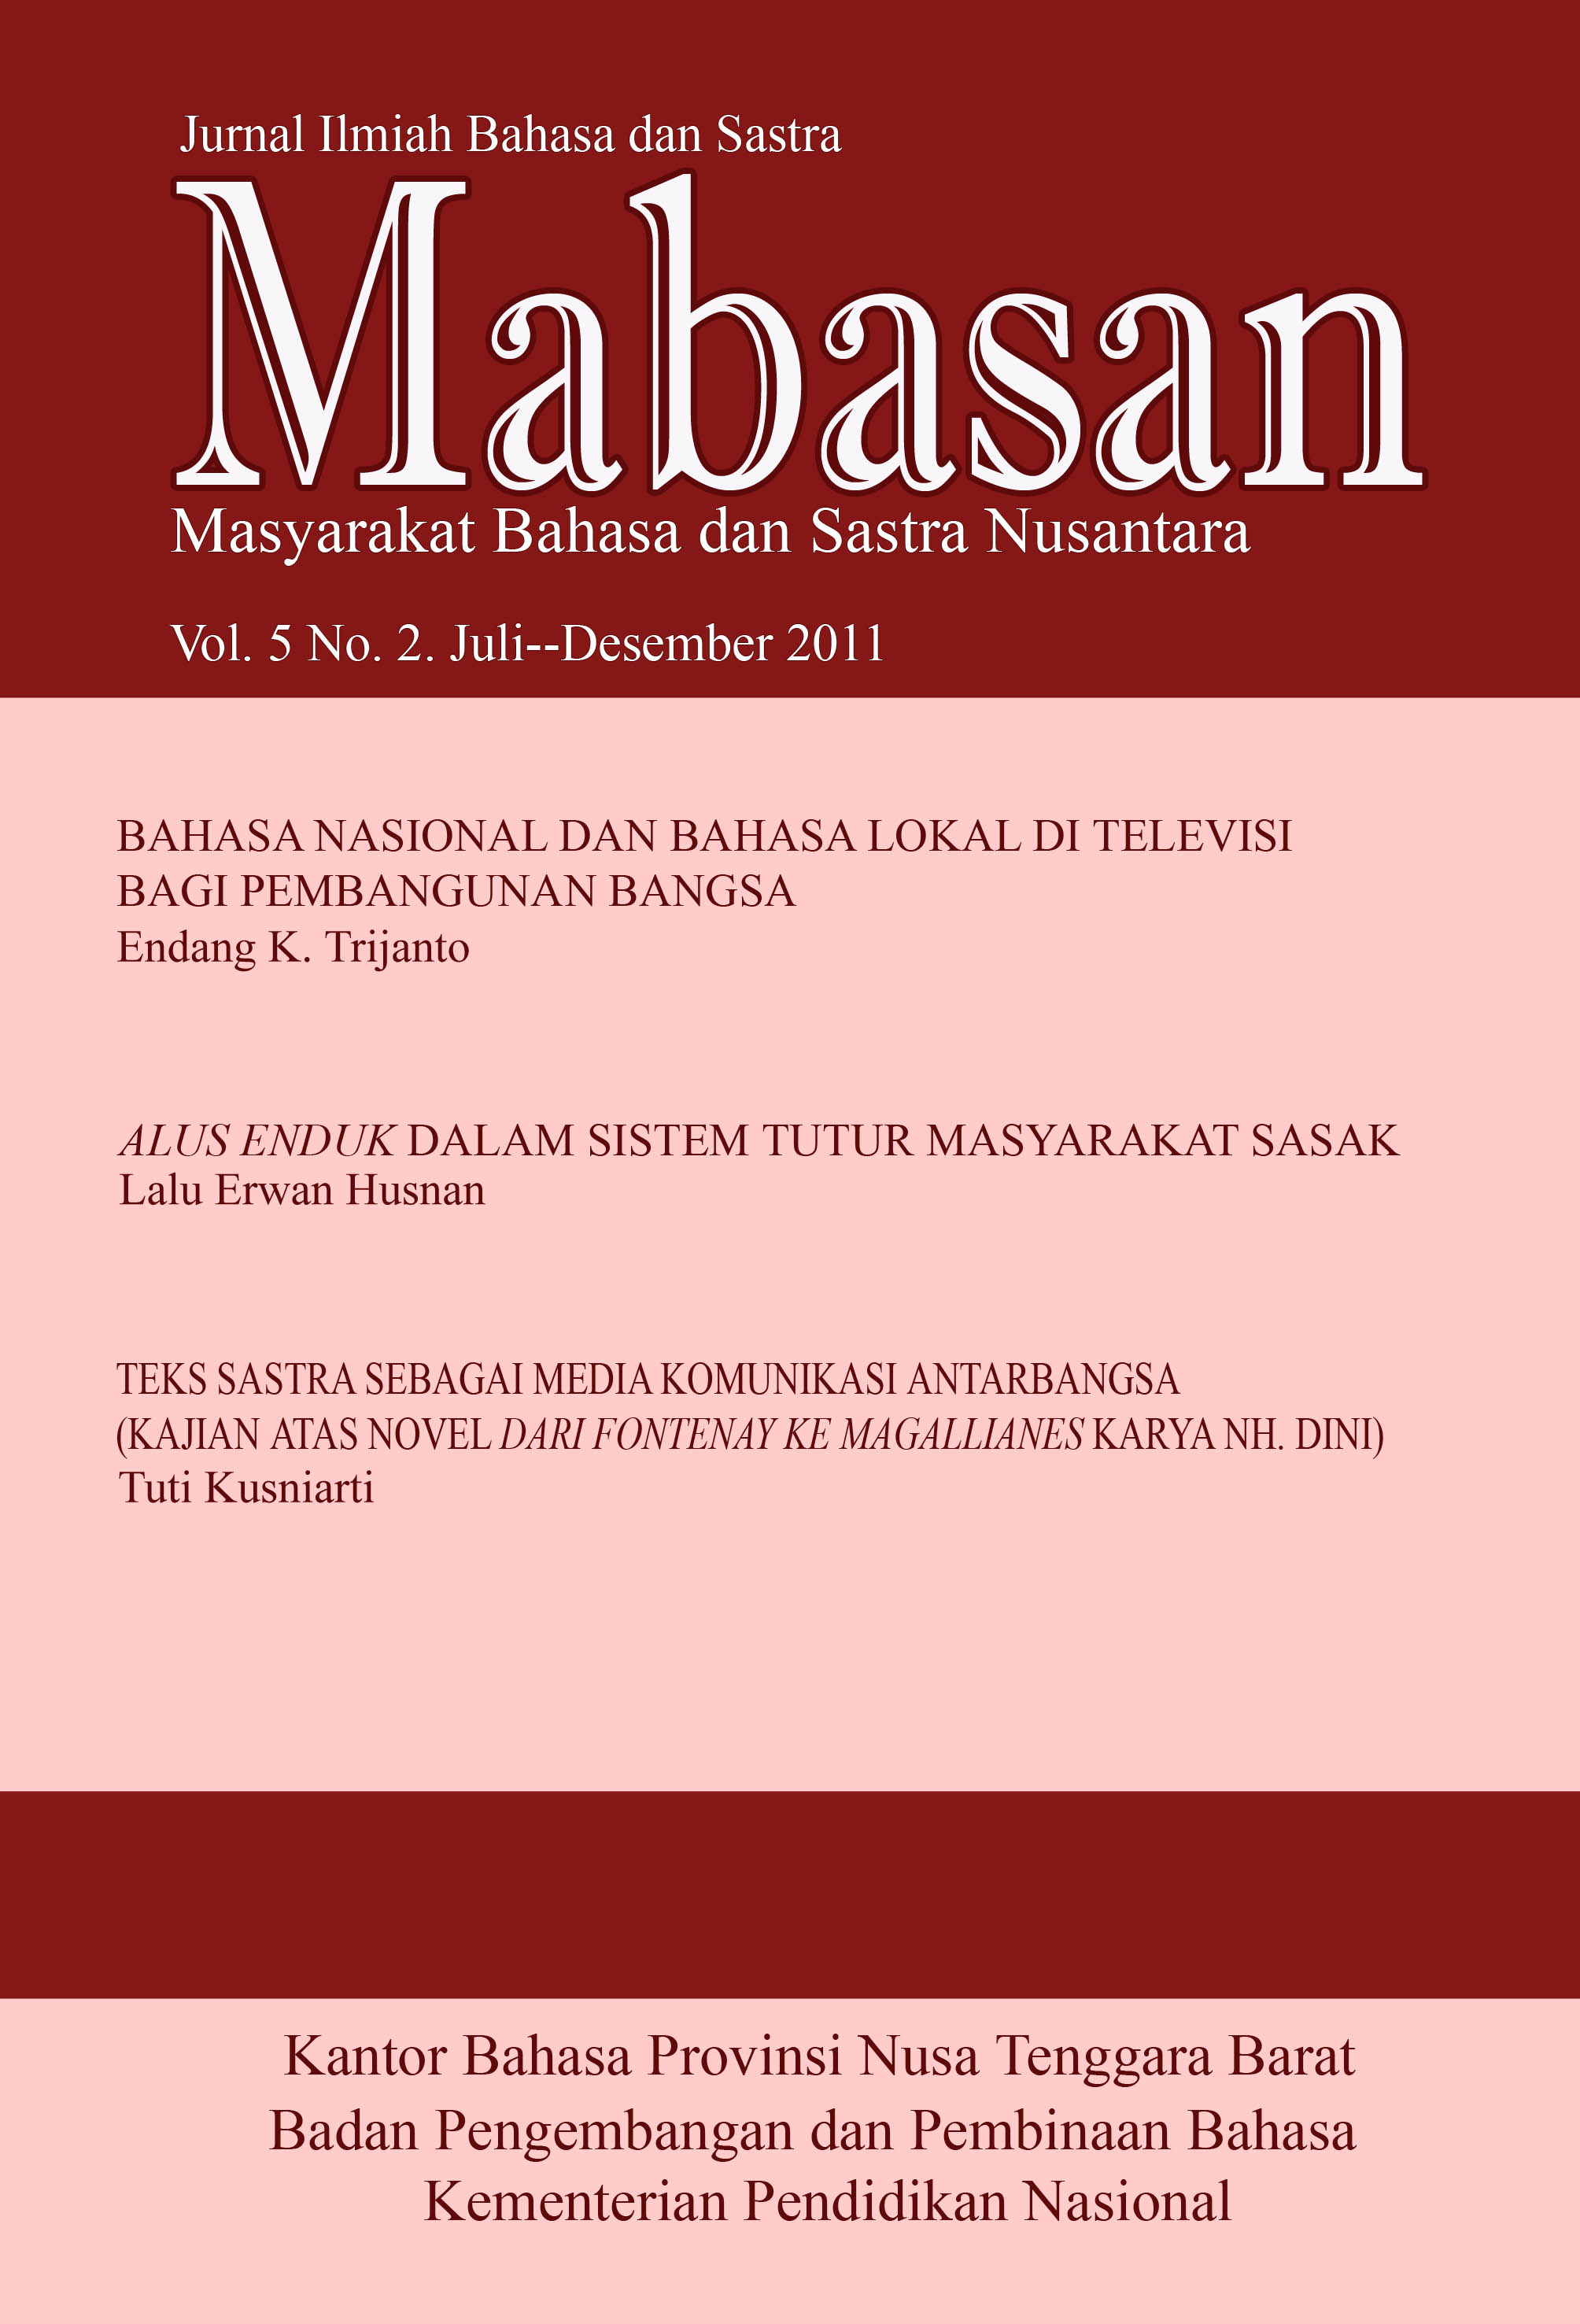 Jurnal Ilmiah Bahasa dan Sastra
Mabasan
Masyarakat Bahasa dan Sastra Nusantara
Vol. 5 No. 2. Juli--Desember 2011
BAHASA NASIONAL DAN BAHASA LOKAL DI TELEVISI
BAGI PEMBANGUNAN BANGSA
Endang K. Trijanto
ALUS ENDUK DALAM SISTEM TUTUR MASYARAKAT SASAK
Lalu Erwan Husnan
TEKS SASTRA SEBAGAI MEDIA KOMUNIKASI ANTARBANGSA
(KAJIAN ATAS NOVEL DARI FONTENAY KE MAGALLIANES KARYA NH. DINI)
Tuti Kusniarti
Kantor Bahasa Provinsi Nusa Tenggara Barat
Badan Pengembangan dan Pembinaan Bahasa
Kementerian Pendidikan Nasional